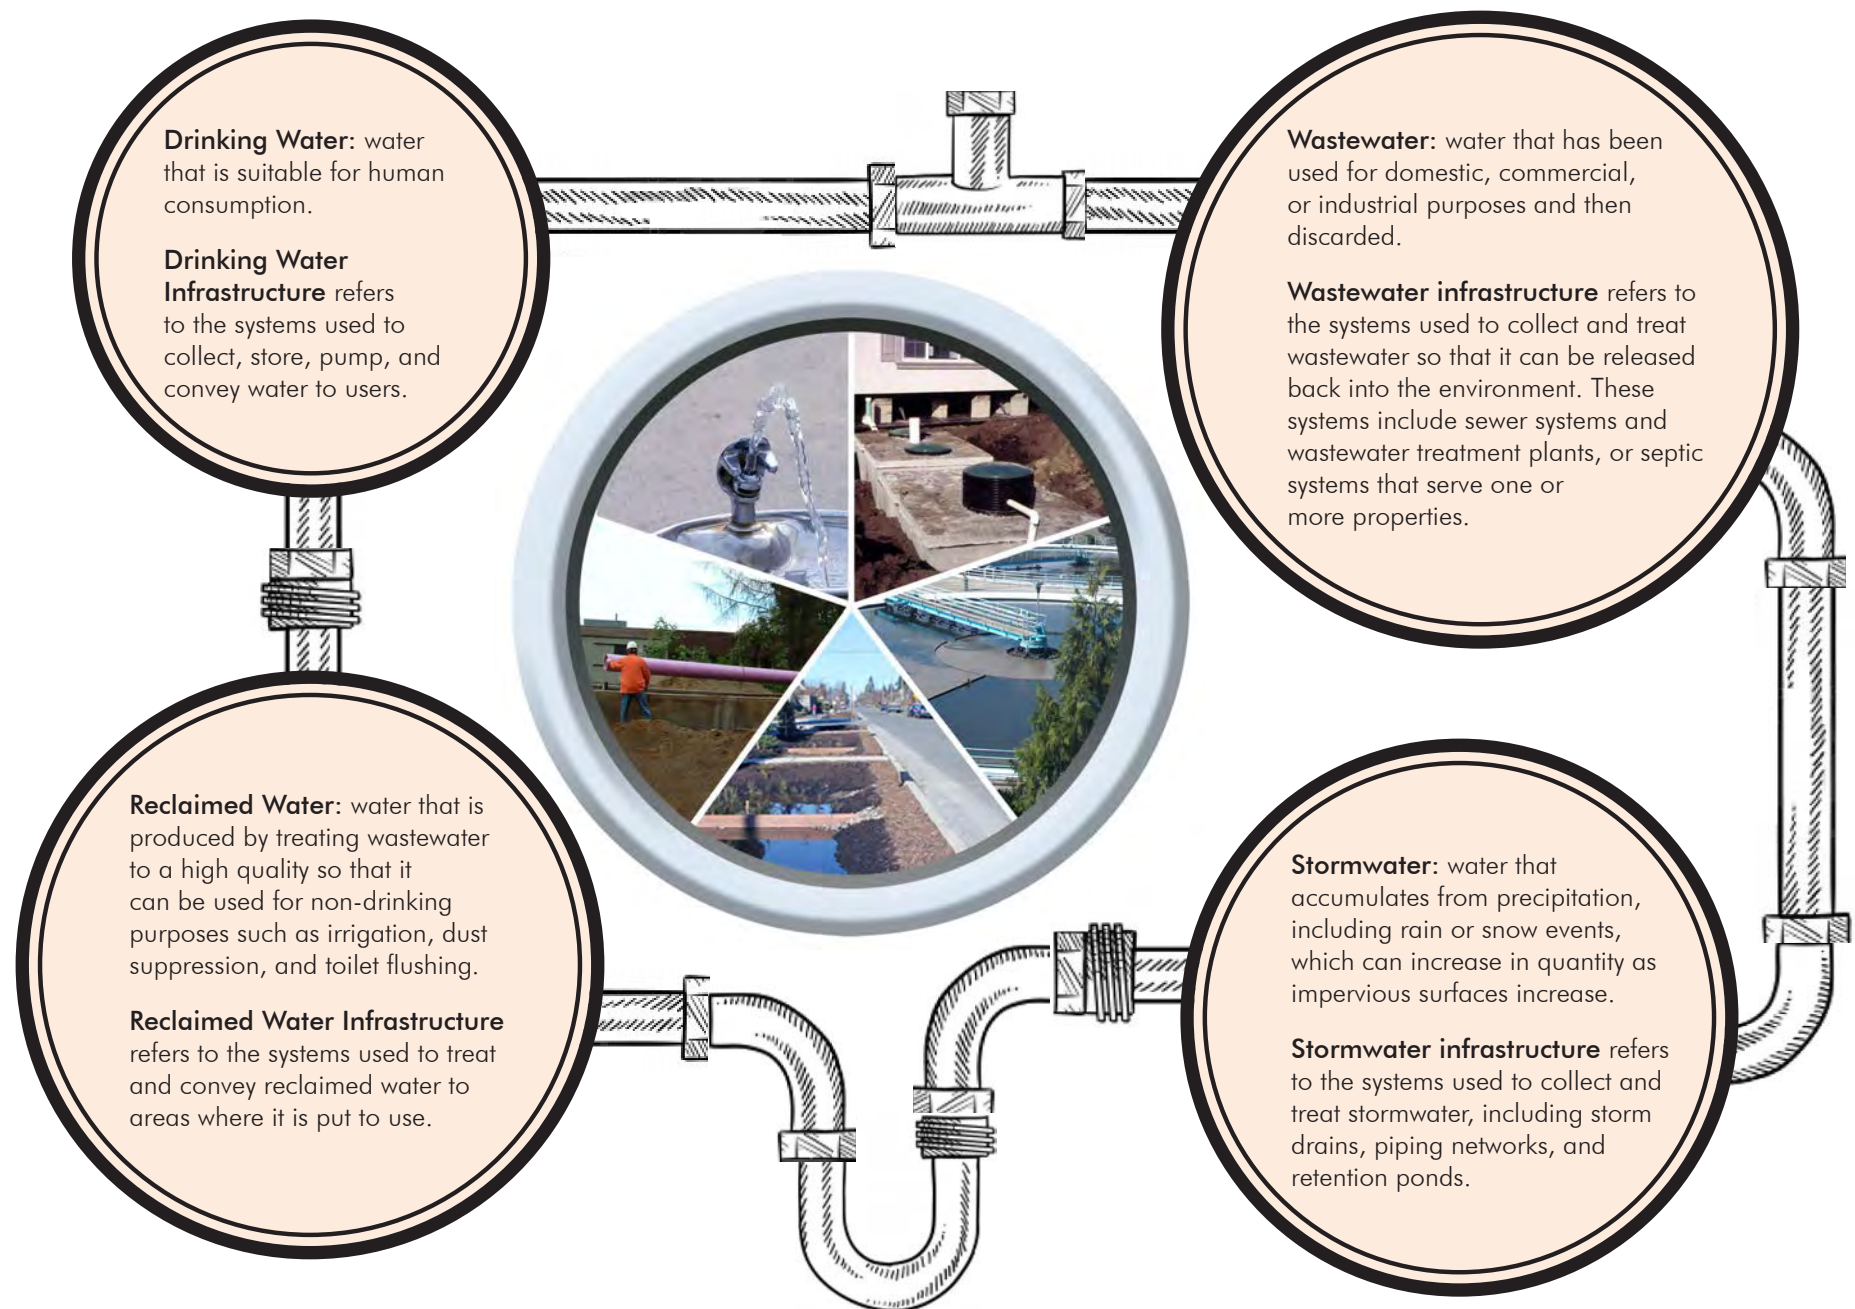 Drinking Water: water
that is suitable for human
consumption.
Drinking Water
Infrastructure refers
to the systems used to
collect, store, pump, and
convey water to users.
Wastewater: water that has been
used for domestic, commercial,
or industrial purposes and then
discarded.
Wastewater infrastructure refers to
the systems used to collect and treat
wastewater so that it can be released
back into the environment. These
systems include sewer systems and
wastewater treatment plants, or septic
systems that serve one or
more properties.
Reclaimed Water: water that is
produced by treating wastewater
to a high quality so that it
can be used for non-drinking
purposes such as irrigation, dust
suppression, and toilet flushing.
Reclaimed Water Infrastructure
refers to the systems used to treat
and convey reclaimed water to
areas where it is put to use.
Stormwater: water that
accumulates from precipitation,
including rain or snow events,
which can increase in quantity as
impervious surfaces increase.
Stormwater infrastructure refers
to the systems used to collect and
treat stormwater, including storm
drains, piping networks, and
retention ponds.